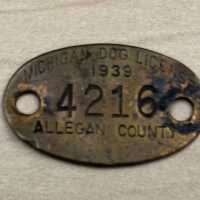 MICHIGAN DOG LICENSE
1939
4216
ALLEGAN COUNTY